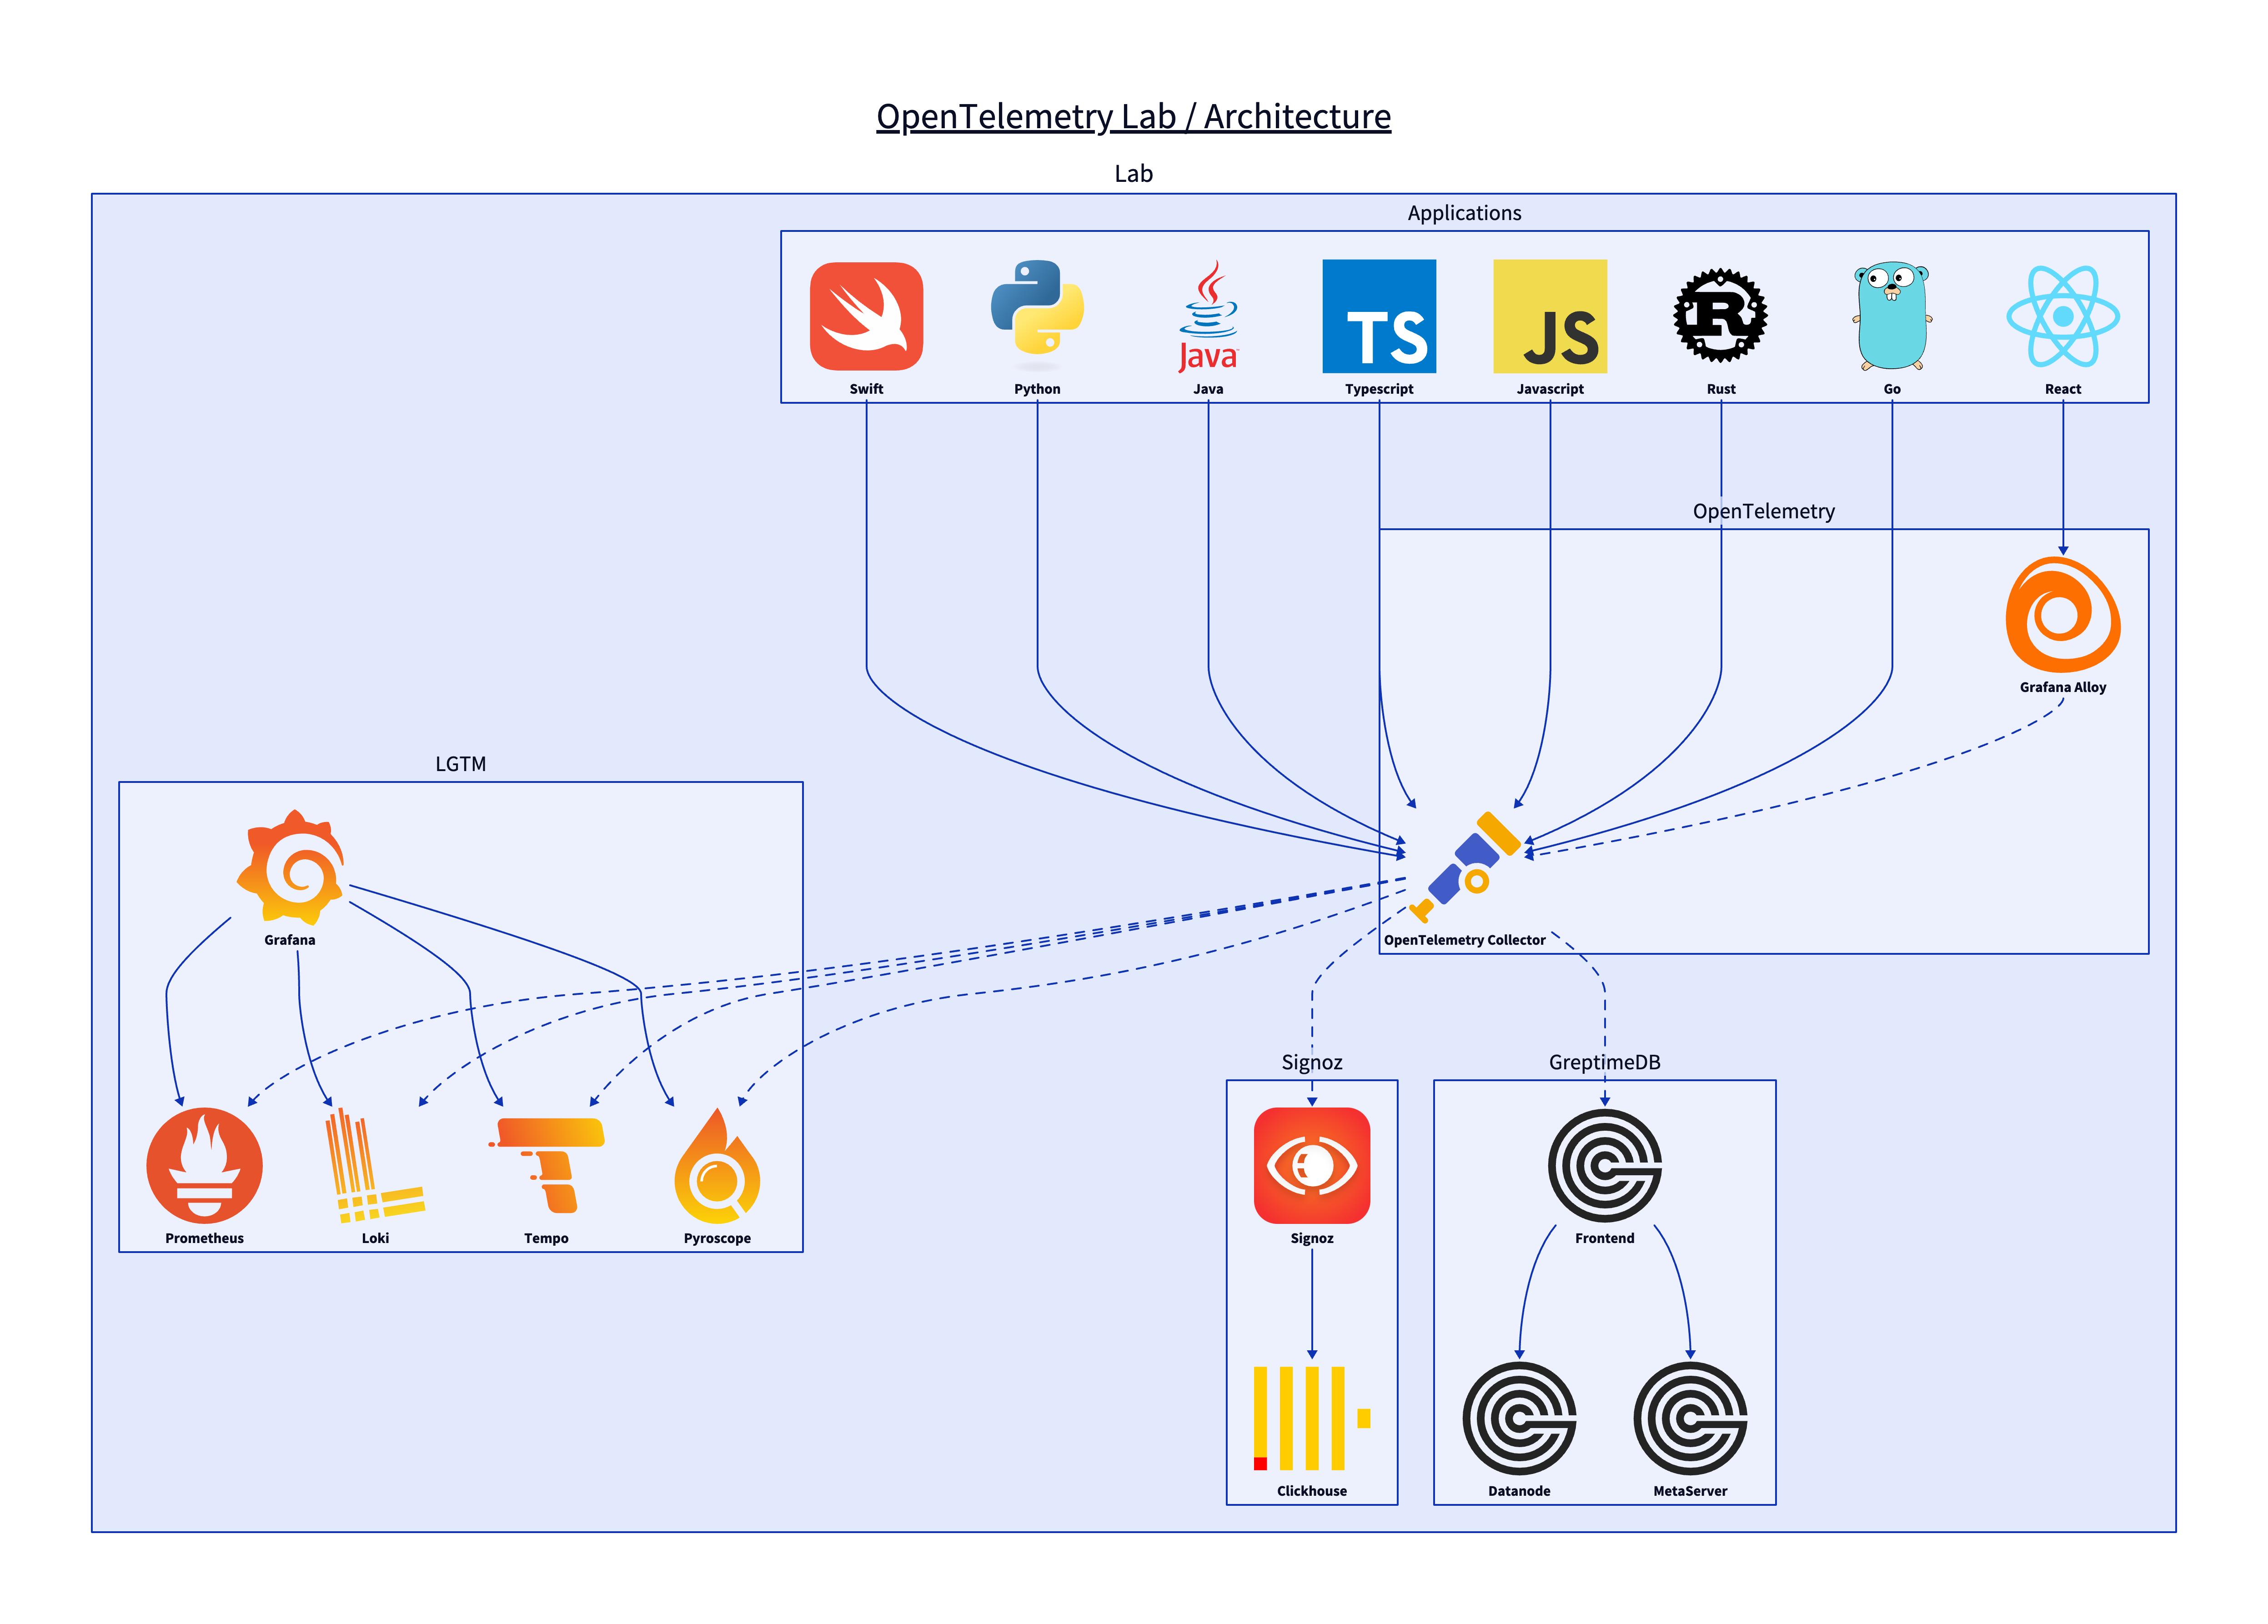 OpenTelemetry Lab / Architecture
Lab
Applications
TS
JS
R
Java
Swift
Python
Java
Typescript
Javascript
Rust
Go
React
OpenTelemetry
Grafana Alloy
LGTM
Grafana
OpenTelemetry Collector
Signoz
GreptimeDB
Prometheus
Loki
Tempo
Pyroscope
Signoz
Frontend
Clickhouse
Datanode
MetaServer